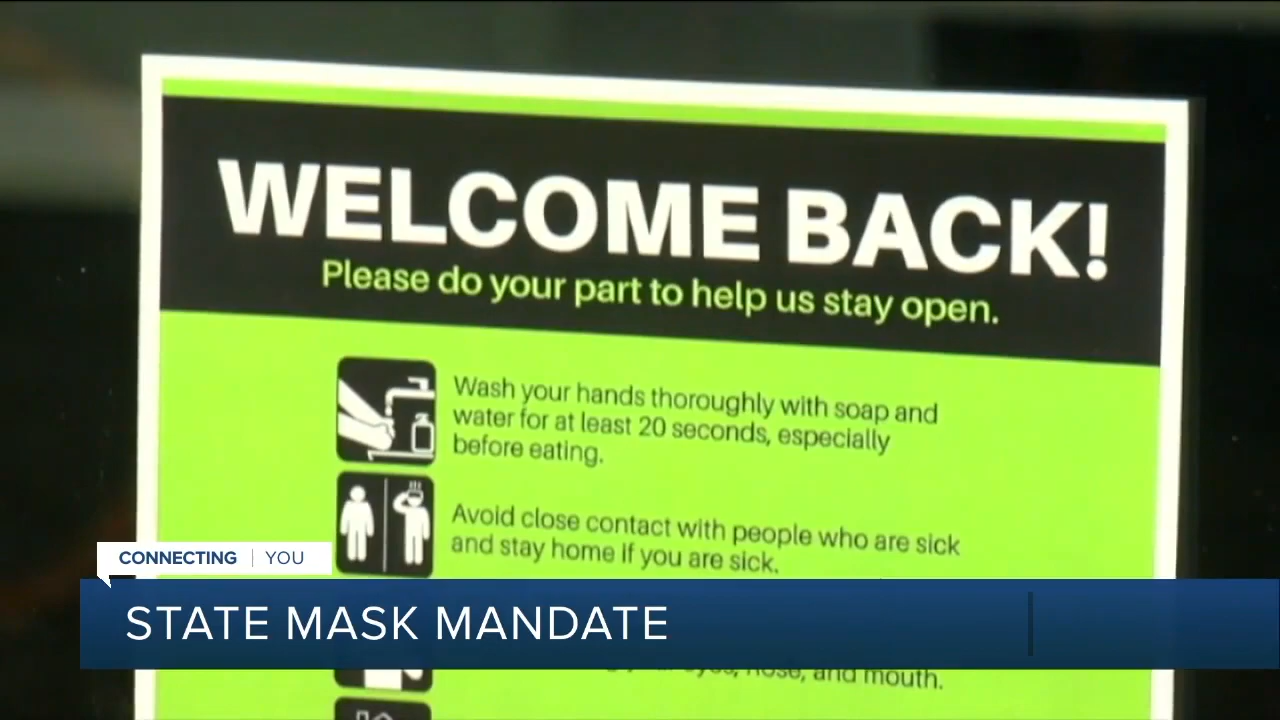 WELCOME BACK!
Please do your part to help us stay open.
Wash your hands thoroughly with soap and
water for at least 20 seconds, especially
before eating.
Avoid close contact with people who are sick
and stay home if you are sick.
CONNECTING | YOU
STATE MASK MANDATE
eyes, nose, and mouth.